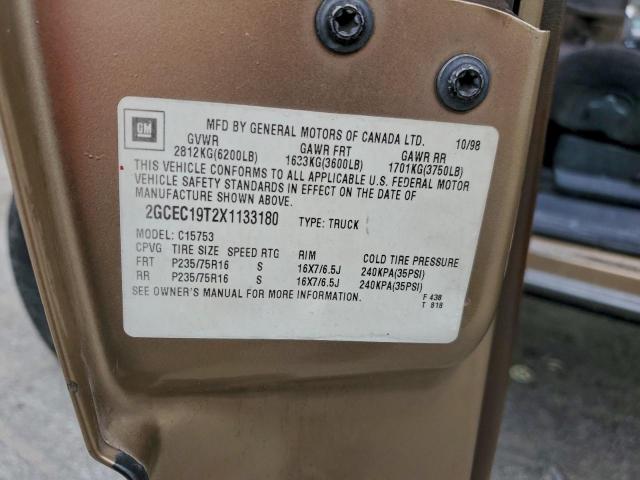 GM
MFD BY GENERAL MOTORS OF CANADA LTD. 10/98
GVWR GAWR FRT GAWR RR
2812KG(6200LB) 1633KG(3600LB) 1701KG(3750LB)
THIS VEHICLE CONFORMS TO ALL APPLICABLE U.S. FEDERAL MOTOR
VEHICLE SAFETY STANDARDS IN EFFECT ON THE DATE OF
MANUFACTURE SHOWN ABOVE.
2GCEC19T2X1133180 TYPE: TRUCK
MODEL: C15753
CPVG TIRE SIZE SPEED RTG RIM COLD TIRE PRESSURE
FRT P235/75R16 S 16X7/6.5J 240KPA(35PSI)
RR P235/75R16 S 16X7/6.5J 240KPA(35PSI)
SEE OWNER'S MANUAL FOR MORE INFORMATION. F 438
T 818